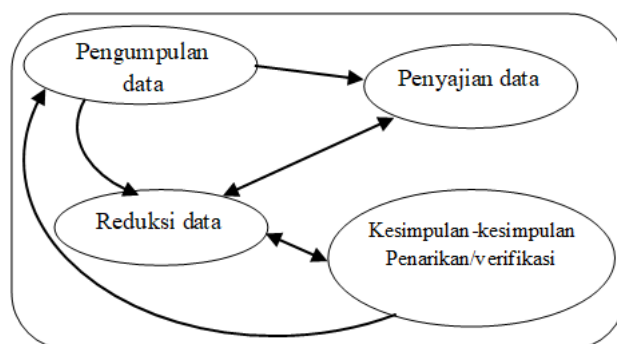 Pengumpulan
data
Penyajian data
Reduksi data
Kesimpulan-kesimpulan
Penarikan/verifikasi